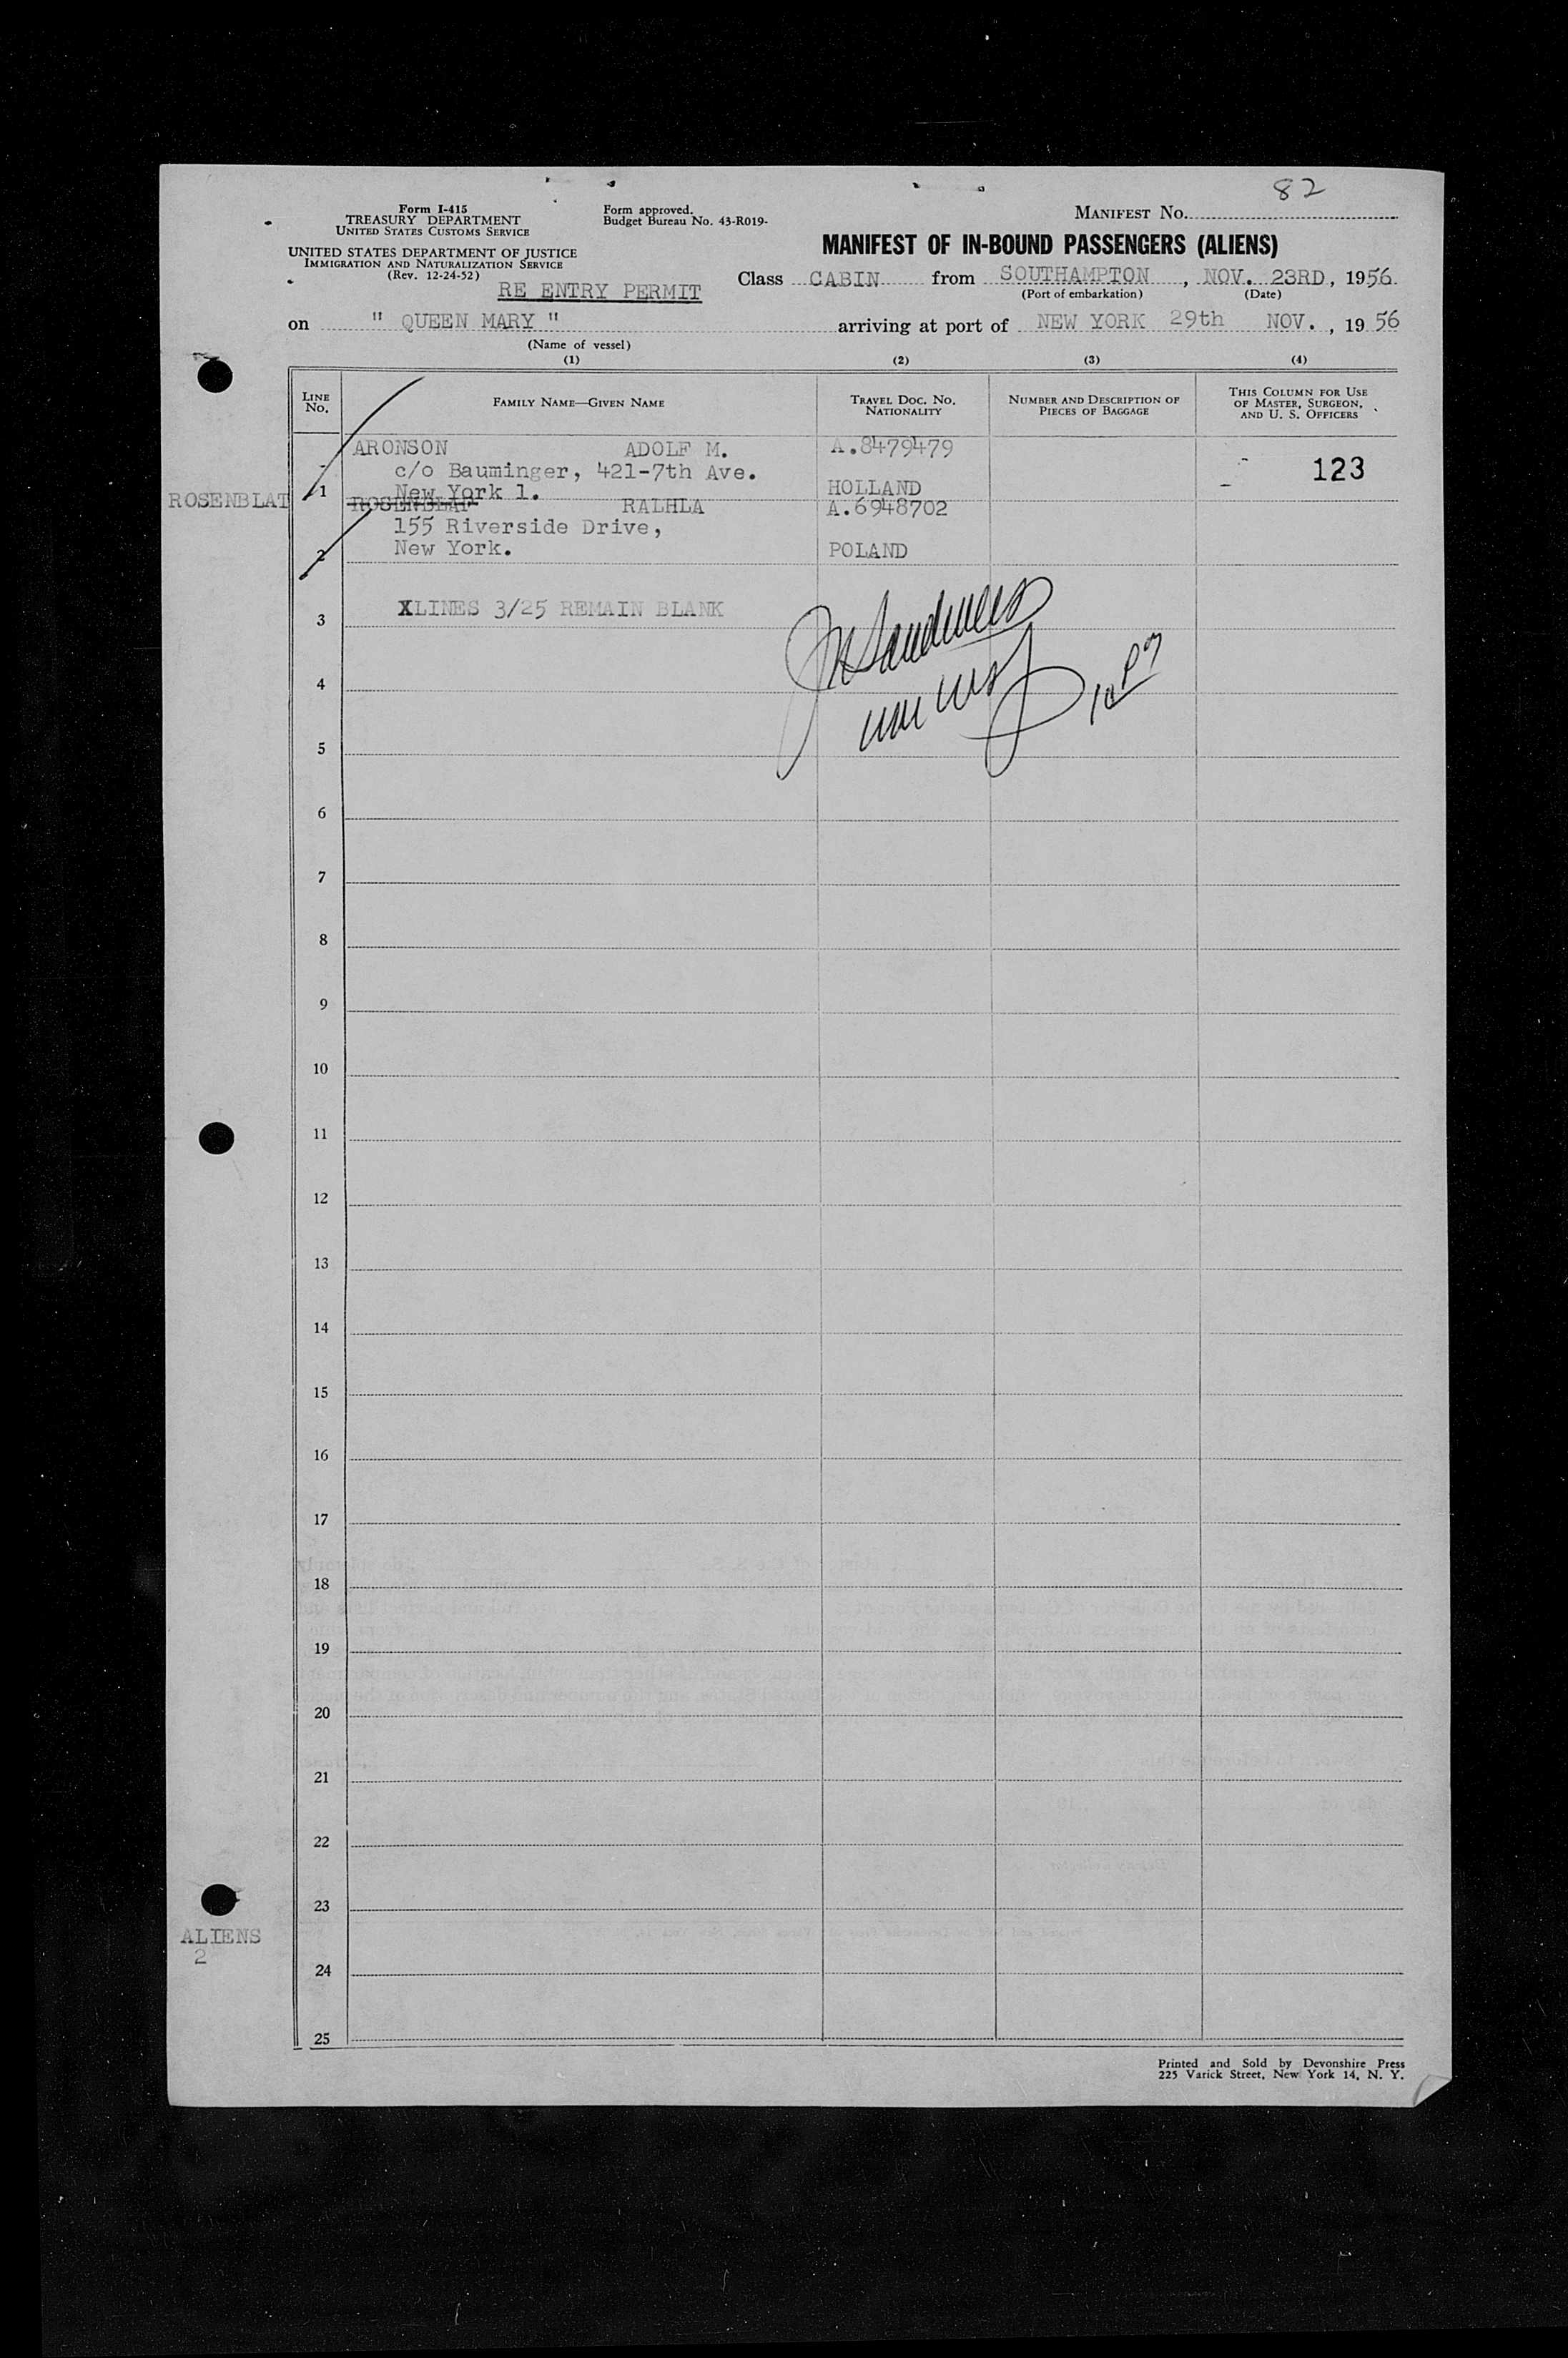 82
Form I-415
TREASURY DEPARTMENT
UNITED STATES CUSTOMS SERVICE
Form approved.
Budget Bureau No. 43-R019-
MANIFEST NO.
UNITED STATES DEPARTMENT OF JUSTICE
IMMIGRATION AND NATURALIZATION SERVICE
(Rev. 12-24-52)
MANIFEST OF IN-BOUND PASSENGERS (ALIENS)
RE ENTRY PERMIT
Class CABIN from SOUTHAMPTON, NOV. 23RD, 1956.
(Port of embarkation) (Date)
on " QUEEN MARY " arriving at port of NEW YORK 29th NOV., 19 56
(Name of vessel)
(1) (2) (3) (4)
LINE NO.
FAMILY NAME—GIVEN NAME
TRAVEL DOC. NO. NATIONALITY
NUMBER AND DESCRIPTION OF PIECES OF BAGGAGE
THIS COLUMN FOR USE OF MASTER, SURGEON, AND U. S. OFFICERS
ARONSON ADOLF M. A.8479479
c/o Bauminger, 421-7th Ave. 123
1 New York 1. HOLLAND
ROSENBLAT ROSENBLAT RALHLA A.6948702
155 Riverside Drive,
2 New York. POLAND
XLINES 3/25 REMAIN BLANK
3
4
5
6
7
8
9
10
11
12
13
14
15
16
17
18
19
20
21
22
23
ALIENS
2
24
25
Printed and Sold by Devonshire Press
225 Varick Street, New York 14, N. Y.